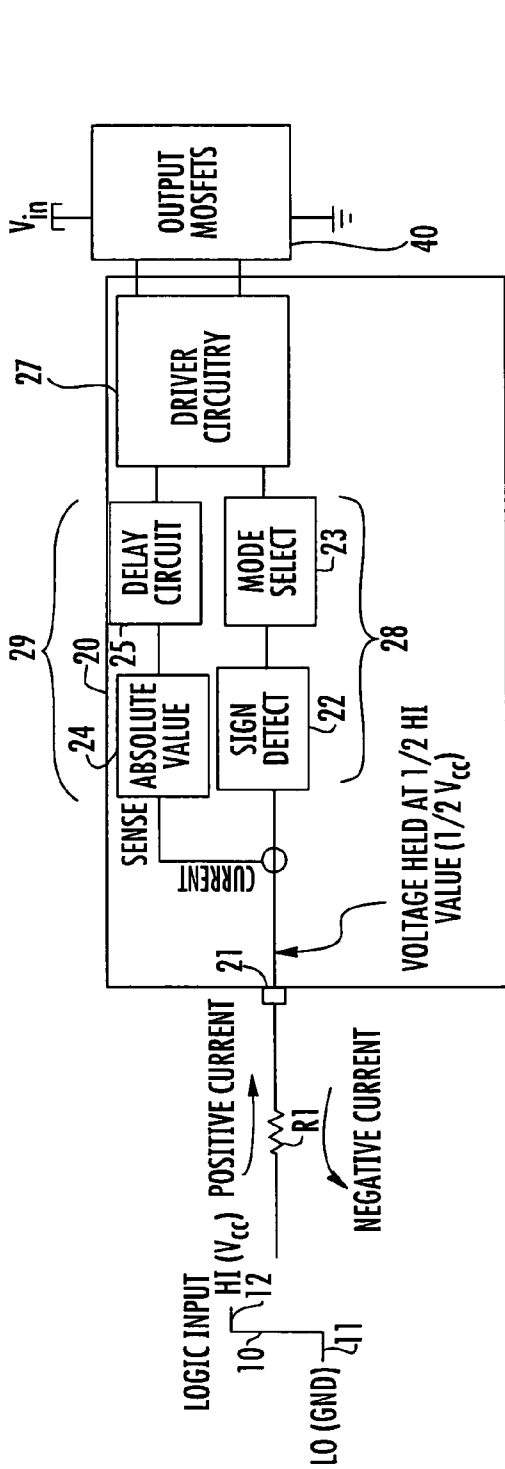 LOGIC INPUT
HI (Vcc)
12
10
11
LO (GND)
POSITIVE CURRENT
R1
NEGATIVE CURRENT
21
VOLTAGE HELD AT 1/2 HI
VALUE (1/2 Vcc)
SENSE
CURRENT
29
20
24
ABSOLUTE
VALUE
25
DELAY
CIRCUIT
SIGN
DETECT
22
MODE
SELECT
23
28
27
DRIVER
CIRCUITRY
Vin
OUTPUT
MOSFETS
40